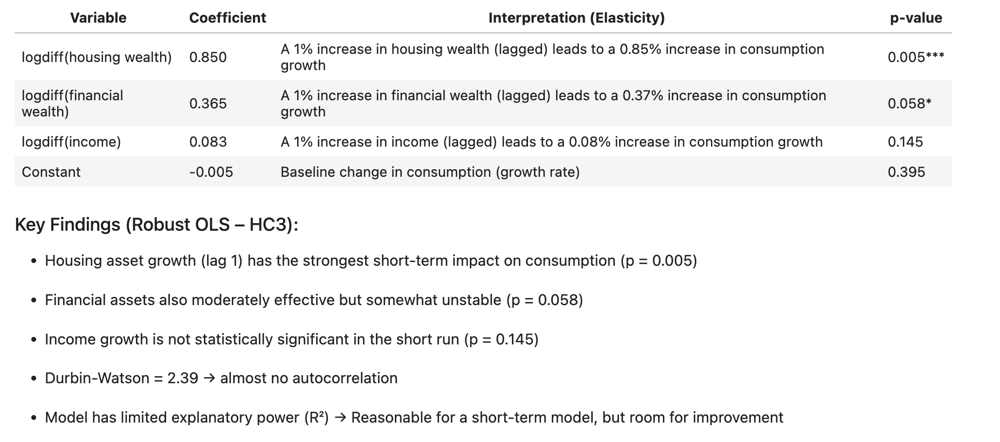 Variable Coefficient Interpretation (Elasticity) p-value
logdiff(housing wealth) 0.850 A 1% increase in housing wealth (lagged) leads to a 0.85% increase in consumption
growth 0.005***
logdiff(financial
wealth) 0.365 A 1% increase in financial wealth (lagged) leads to a 0.37% increase in consumption
growth 0.058*
logdiff(income) 0.083 A 1% increase in income (lagged) leads to a 0.08% increase in consumption growth 0.145
Constant -0.005 Baseline change in consumption (growth rate) 0.395
Key Findings (Robust OLS – HC3):
• Housing asset growth (lag 1) has the strongest short-term impact on consumption (p = 0.005)
• Financial assets also moderately effective but somewhat unstable (p = 0.058)
• Income growth is not statistically significant in the short run (p = 0.145)
• Durbin-Watson = 2.39 → almost no autocorrelation
• Model has limited explanatory power (R²) → Reasonable for a short-term model, but room for improvement